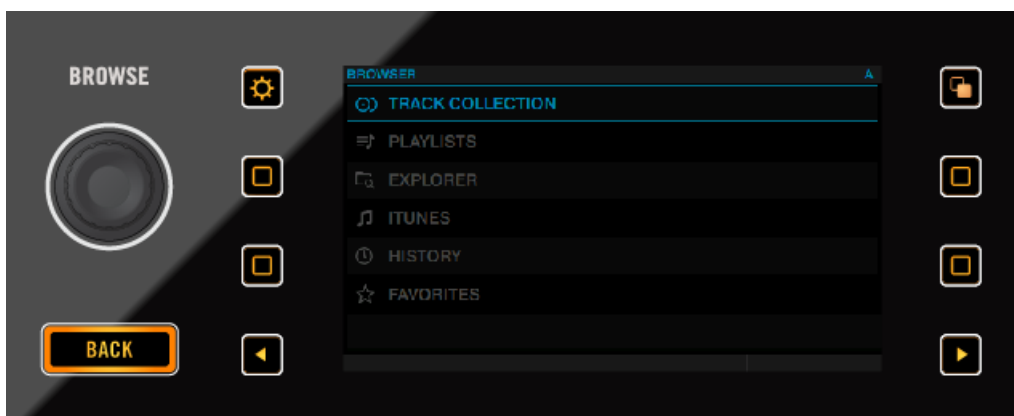 BROWSE
BROWSER A
TRACK COLLECTION
PLAYLISTS
EXPLORER
ITUNES
HISTORY
FAVORITES
BACK